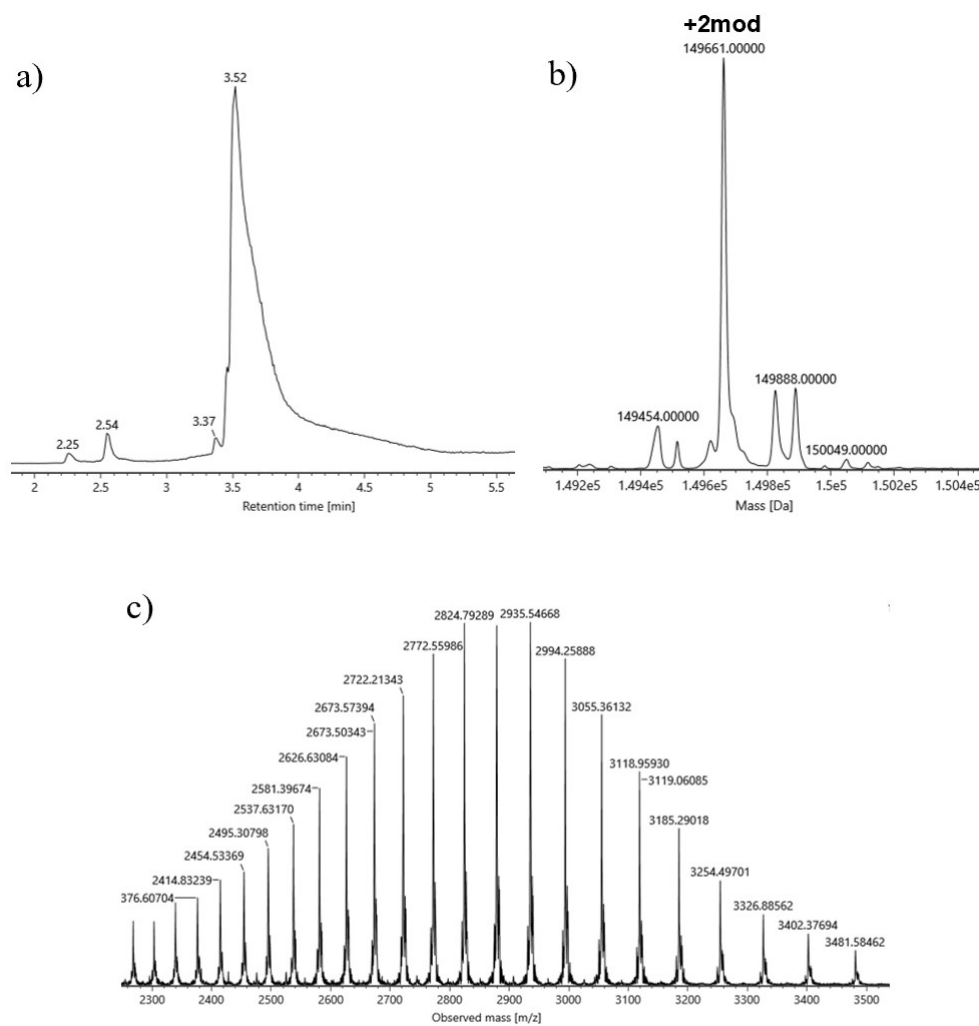 a)
3.52
3.37
2.54
2.25
2 2.5 3 3.5 4 4.5 5 5.5
Retention time [min]
b)
+2mod
149661.00000
149888.00000
149454.00000
150049.00000
1.492e5 1.494e5 1.496e5 1.498e5 1.5e5 1.502e5 1.504e5
Mass [Da]
c)
2824.79289 2935.54668
2772.55986 2994.25888
2722.21343
3055.36132
2673.57394
2673.50343
3118.95930
2626.63084
3119.06085
2581.39674
2537.63170
3185.29018
2495.30798
2454.53369
3254.49701
2414.83239
376.60704
3326.88562
3402.37694
3481.58462
2300 2400 2500 2600 2700 2800 2900 3000 3100 3200 3300 3400 3500
Observed mass [m/z]